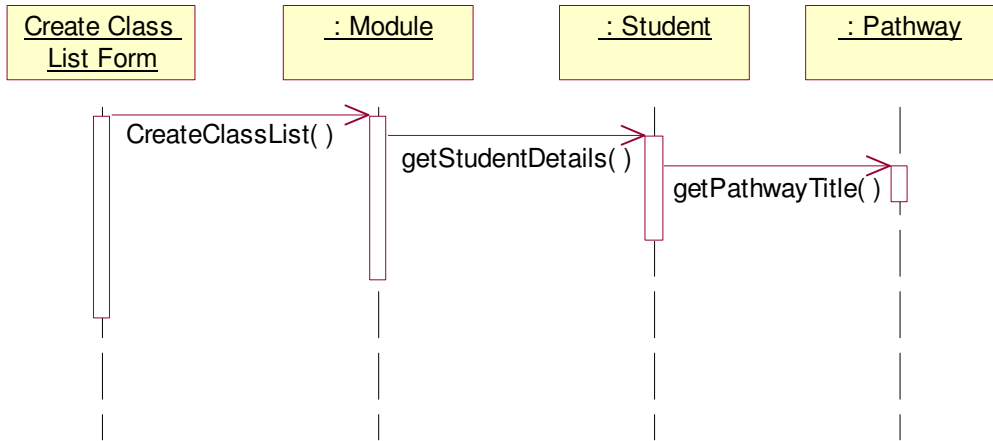 Create Class
List Form
: Module
: Student
: Pathway
CreateClassList( )
getStudentDetails( )
getPathwayTitle( )